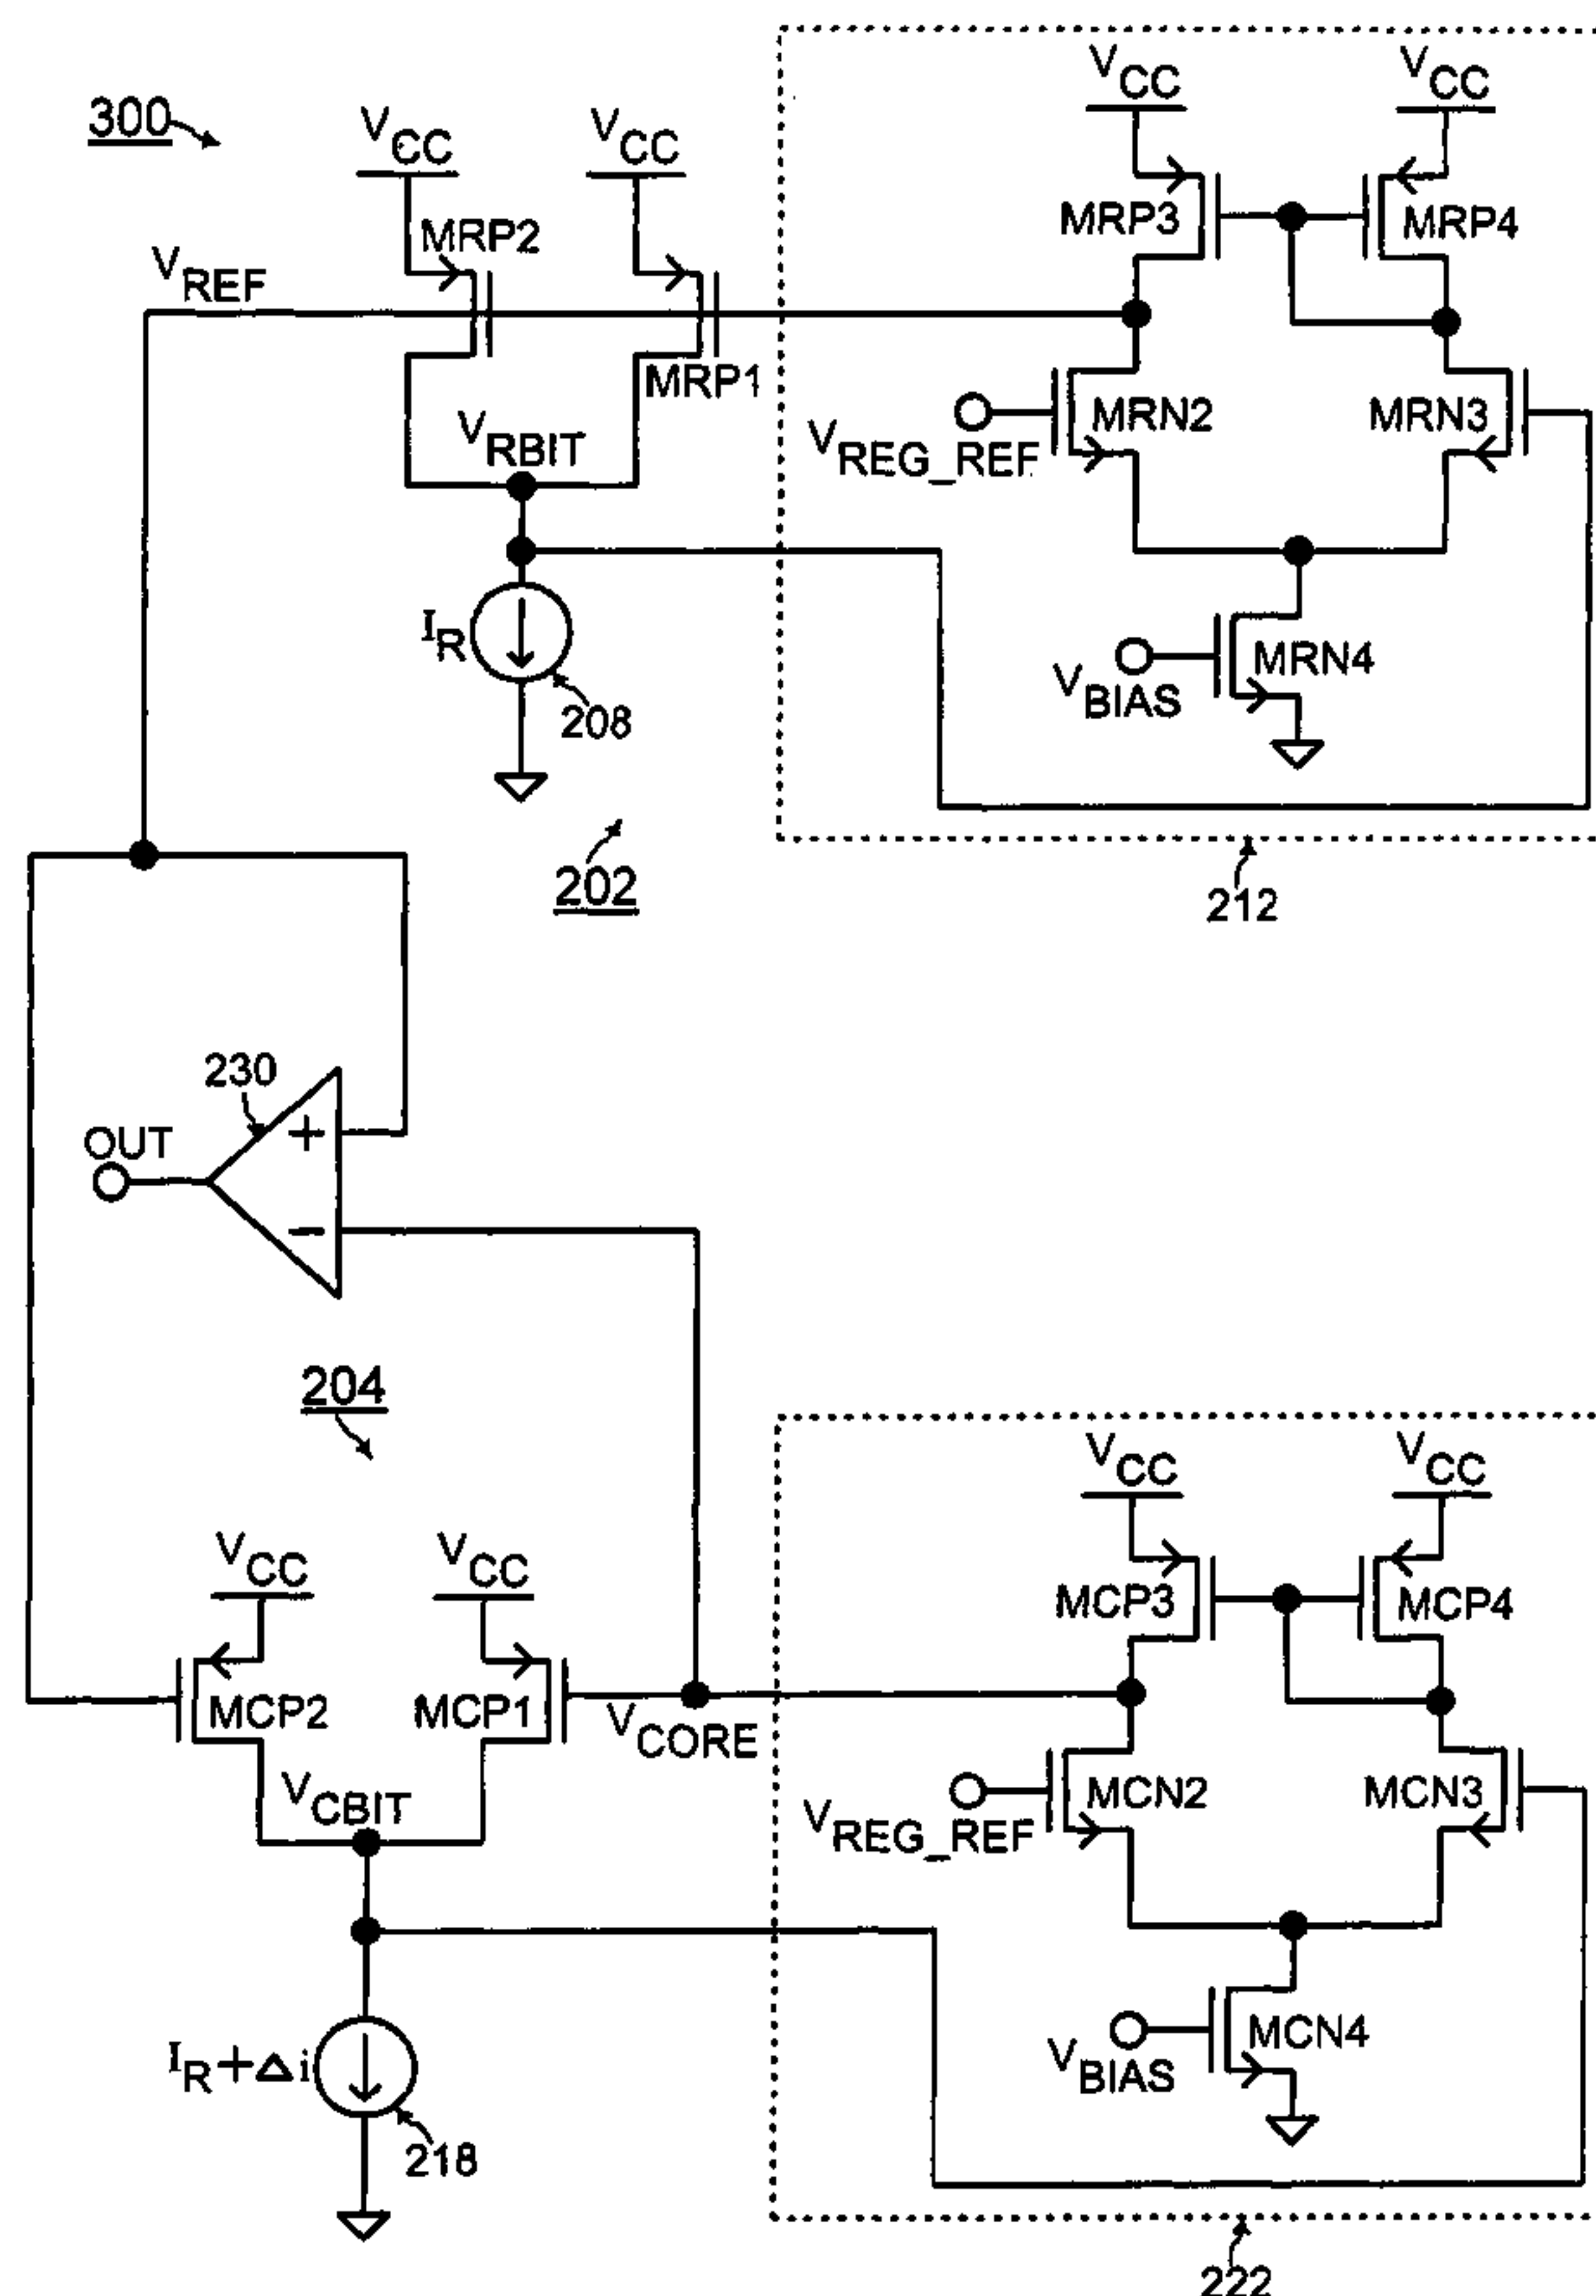 300
VCC
VCC
VCC
VCC
MRP2
MRP1
MRP3
MRP4
VREF
VRBIT
VREG_REF
MRN2
MRN3
IR
208
VBIAS
MRN4
202
212
230
OUT
+
−
204
VCC
VCC
VCC
VCC
MCP2
MCP1
MCP3
MCP4
VCORE
VCBIT
VREG_REF
MCN2
MCN3
IR+Δi
218
VBIAS
MCN4
222